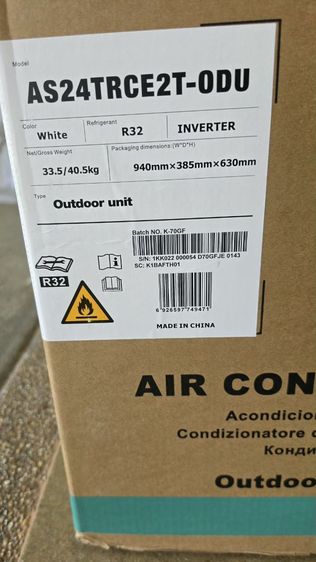 Model
AS24TRCE2T-ODU
Color
White
Refrigerant
R32
INVERTER
Net/Gross Weight
33.5/40.5kg
Packaging dimensions:(W*D*H)
940mm×385mm×630mm
Type
Outdoor unit
Batch NO. K-70GF
S/N: 1KK022 000054 D70GFJE 0143
SC: K1BAFTH01
R32
6 926597 749471
MADE IN CHINA
AIR CON
Acondicio
Condizionatore
Конди
Outdoo